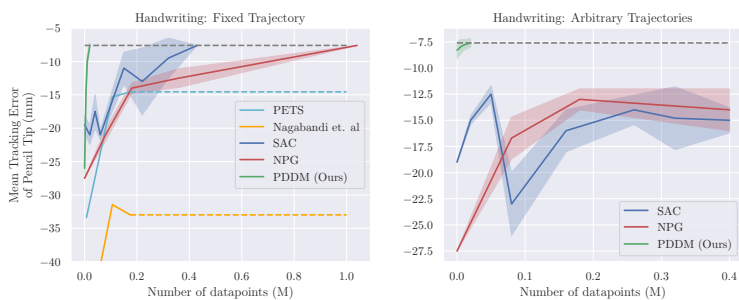 Handwriting: Fixed Trajectory
Mean Tracking Error
of Pencil Tip (mm)
−5
−10
−15
−20
−25
−30
−35
−40
PETS
Nagabandi et. al
SAC
NPG
PDDM (Ours)
0.0 0.2 0.4 0.6 0.8 1.0
Number of datapoints (M)
Handwriting: Arbitrary Trajectories
−7.5
−10.0
−12.5
−15.0
−17.5
−20.0
−22.5
−25.0
−27.5
SAC
NPG
PDDM (Ours)
0.0 0.1 0.2 0.3 0.4
Number of datapoints (M)